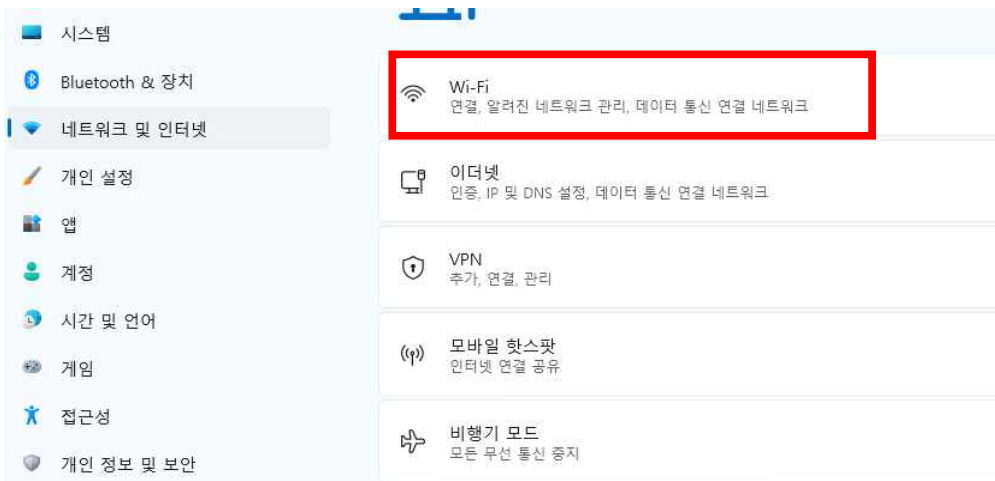 시스템
Bluetooth & 장치
네트워크 및 인터넷
개인 설정
앱
계정
시간 및 언어
게임
접근성
개인 정보 및 보안
Wi-Fi
연결, 알려진 네트워크 관리, 데이터 통신 연결 네트워크
이더넷
인증, IP 및 DNS 설정, 데이터 통신 연결 네트워크
VPN
추가, 연결, 관리
모바일 핫스팟
인터넷 연결 공유
비행기 모드
모든 무선 통신 중지